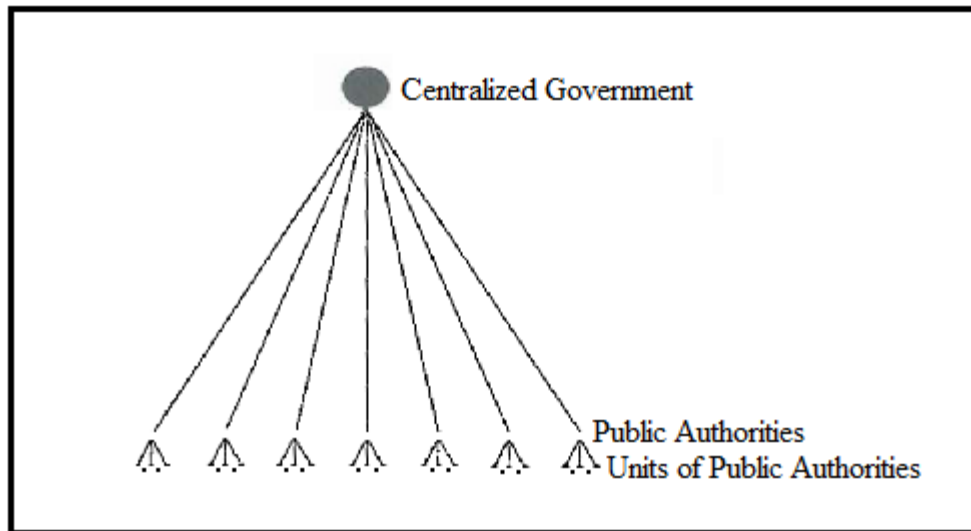 Centralized Government
Public Authorities
Units of Public Authorities